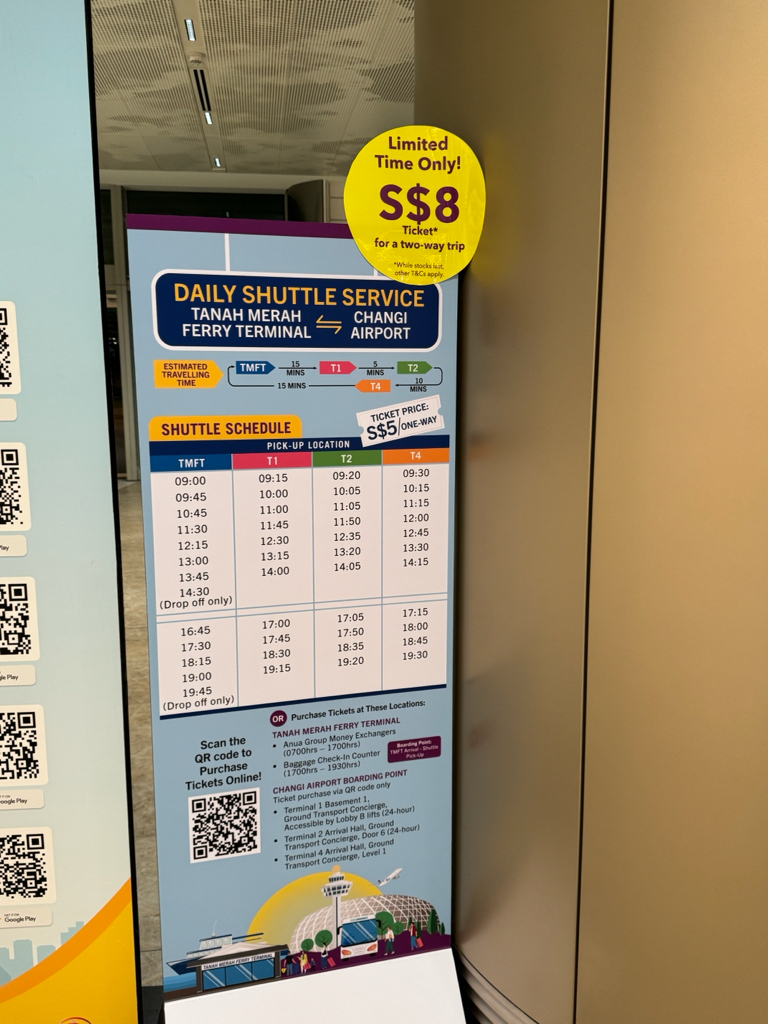 Limited
Time Only!
S$8
Ticket*
for a two-way trip
*While stocks last,
other T&Cs apply.
DAILY SHUTTLE SERVICE
TANAH MERAH
FERRY TERMINAL
CHANGI
AIRPORT
ESTIMATED
TRAVELLING
TIME
TMFT 15 MINS T1 5 MINS T2
15 MINS T4 10 MINS
TICKET PRICE:
S$5/ONE-WAY
SHUTTLE SCHEDULE
PICK-UP LOCATION
TMFT T1 T2 T4
09:00 09:15 09:20 09:30
09:45 10:00 10:05 10:15
10:45 11:00 11:05 11:15
11:30 11:45 11:50 12:00
12:15 12:30 12:35 12:45
13:00 13:15 13:20 13:30
13:45 14:00 14:05 14:15
14:30
(Drop off only)
16:45 17:00 17:05 17:15
17:30 17:45 17:50 18:00
18:15 18:30 18:35 18:45
19:00 19:15 19:20 19:30
19:45
(Drop off only)
Scan the
QR code to
Purchase
Tickets Online!
OR Purchase Tickets at These Locations:
TANAH MERAH FERRY TERMINAL
• Anua Group Money Exchangers
(0700hrs – 1700hrs)
• Baggage Check-In Counter
(1700hrs – 1930hrs)
Boarding Point:
TMFT Arrival - Shuttle
Pick-Up
CHANGI AIRPORT BOARDING POINT
Ticket purchase via QR code only
• Terminal 1 Basement 1,
Ground Transport Concierge,
Accessible by Lobby B lifts (24-hour)
• Terminal 2 Arrival Hall, Ground
Transport Concierge, Door 6 (24-hour)
• Terminal 4 Arrival Hall, Ground
Transport Concierge, Level 1
TANAH MERAH FERRY TERMINAL
Play
gle Play
Google Play
GET IT ON
Google Play